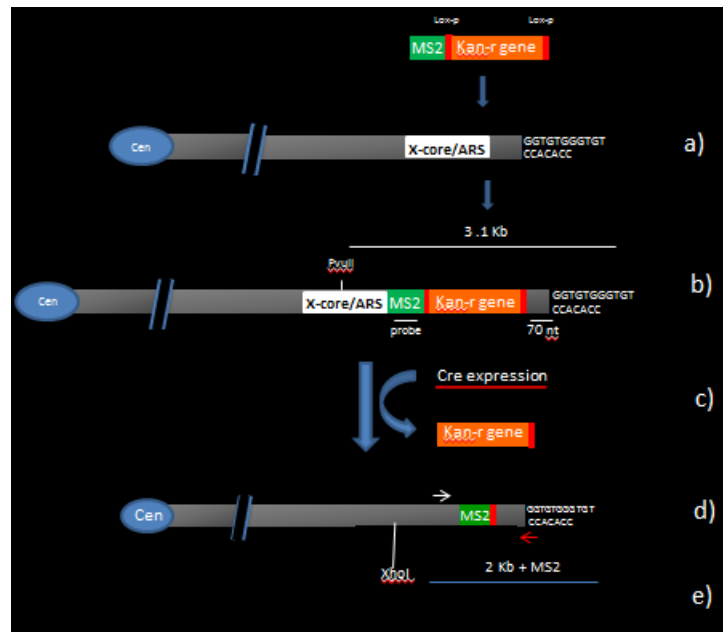 Lox-p Lox-p
MS2 Kan-r gene
Cen
X-core/ARS
GGTGTGGGTGT
CCACACC
a)
3 .1 Kb
PvuII
b)
Cen
X-core/ARS MS2 Kan-r gene
GGTGTGGGTGT
CCACACC
probe
70 nt
Cre expression
c)
Kan-r gene
Cen
MS2
GGTGTGGGTGT
CCACACC
d)
XhoI
2 Kb + MS2
e)